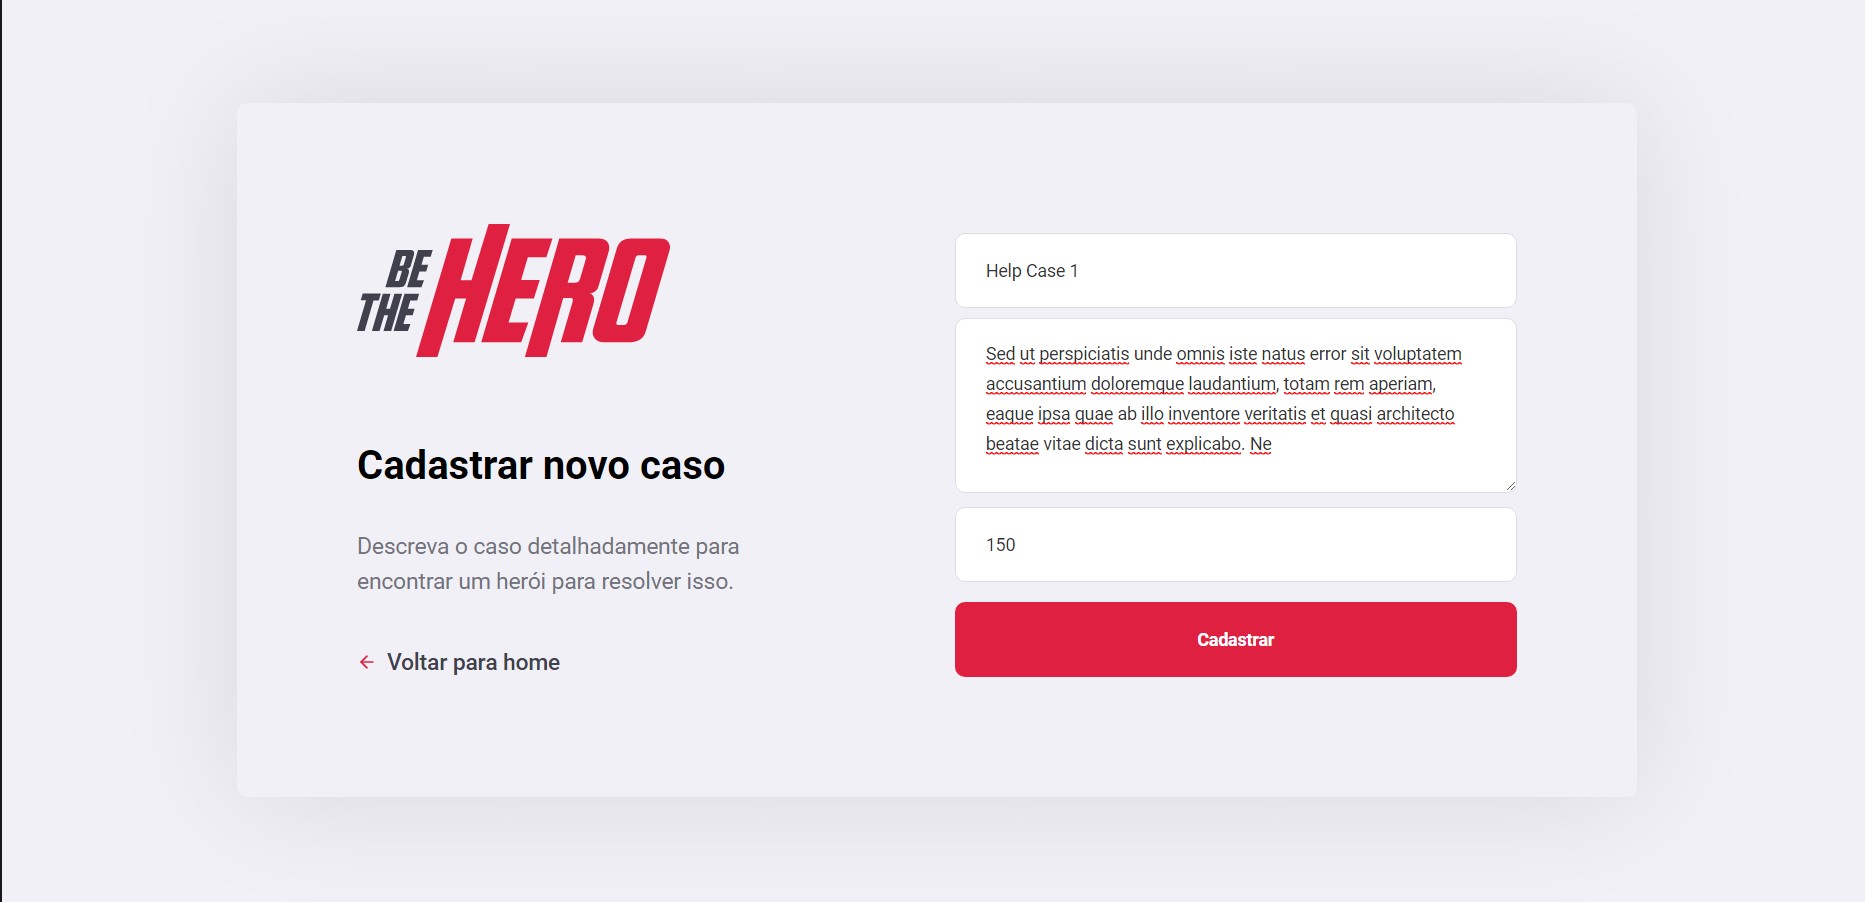 BE
THE
HERO
Cadastrar novo caso
Descreva o caso detalhadamente para
encontrar um herói para resolver isso.
Voltar para home
Help Case 1
Sed ut perspiciatis unde omnis iste natus error sit voluptatem
accusantium doloremque laudantium, totam rem aperiam,
eaque ipsa quae ab illo inventore veritatis et quasi architecto
beatae vitae dicta sunt explicabo. Ne
150
Cadastrar